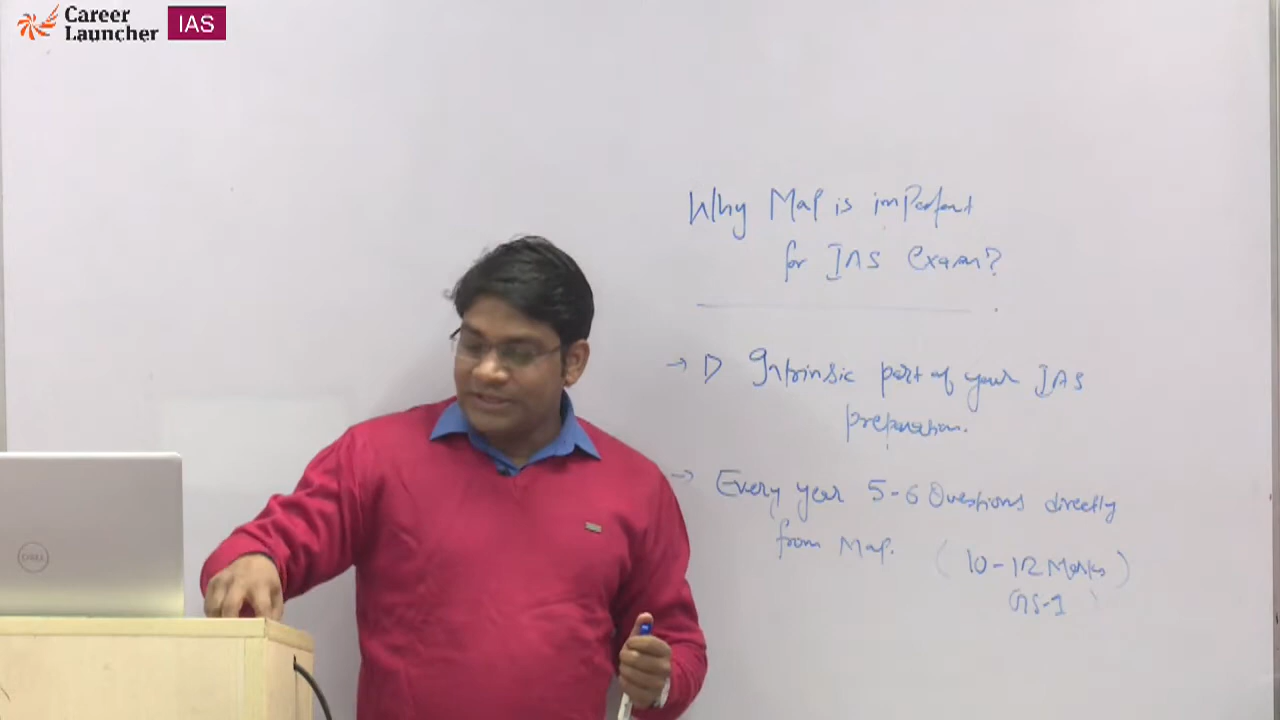 Career
Launcher
IAS
Why Map is important
for IAS exam?
→ Intrinsic part of your IAS
preparation.
→ Every year 5-6 Questions directly
from Map.
(10-12 Marks)
GS-1
DELL